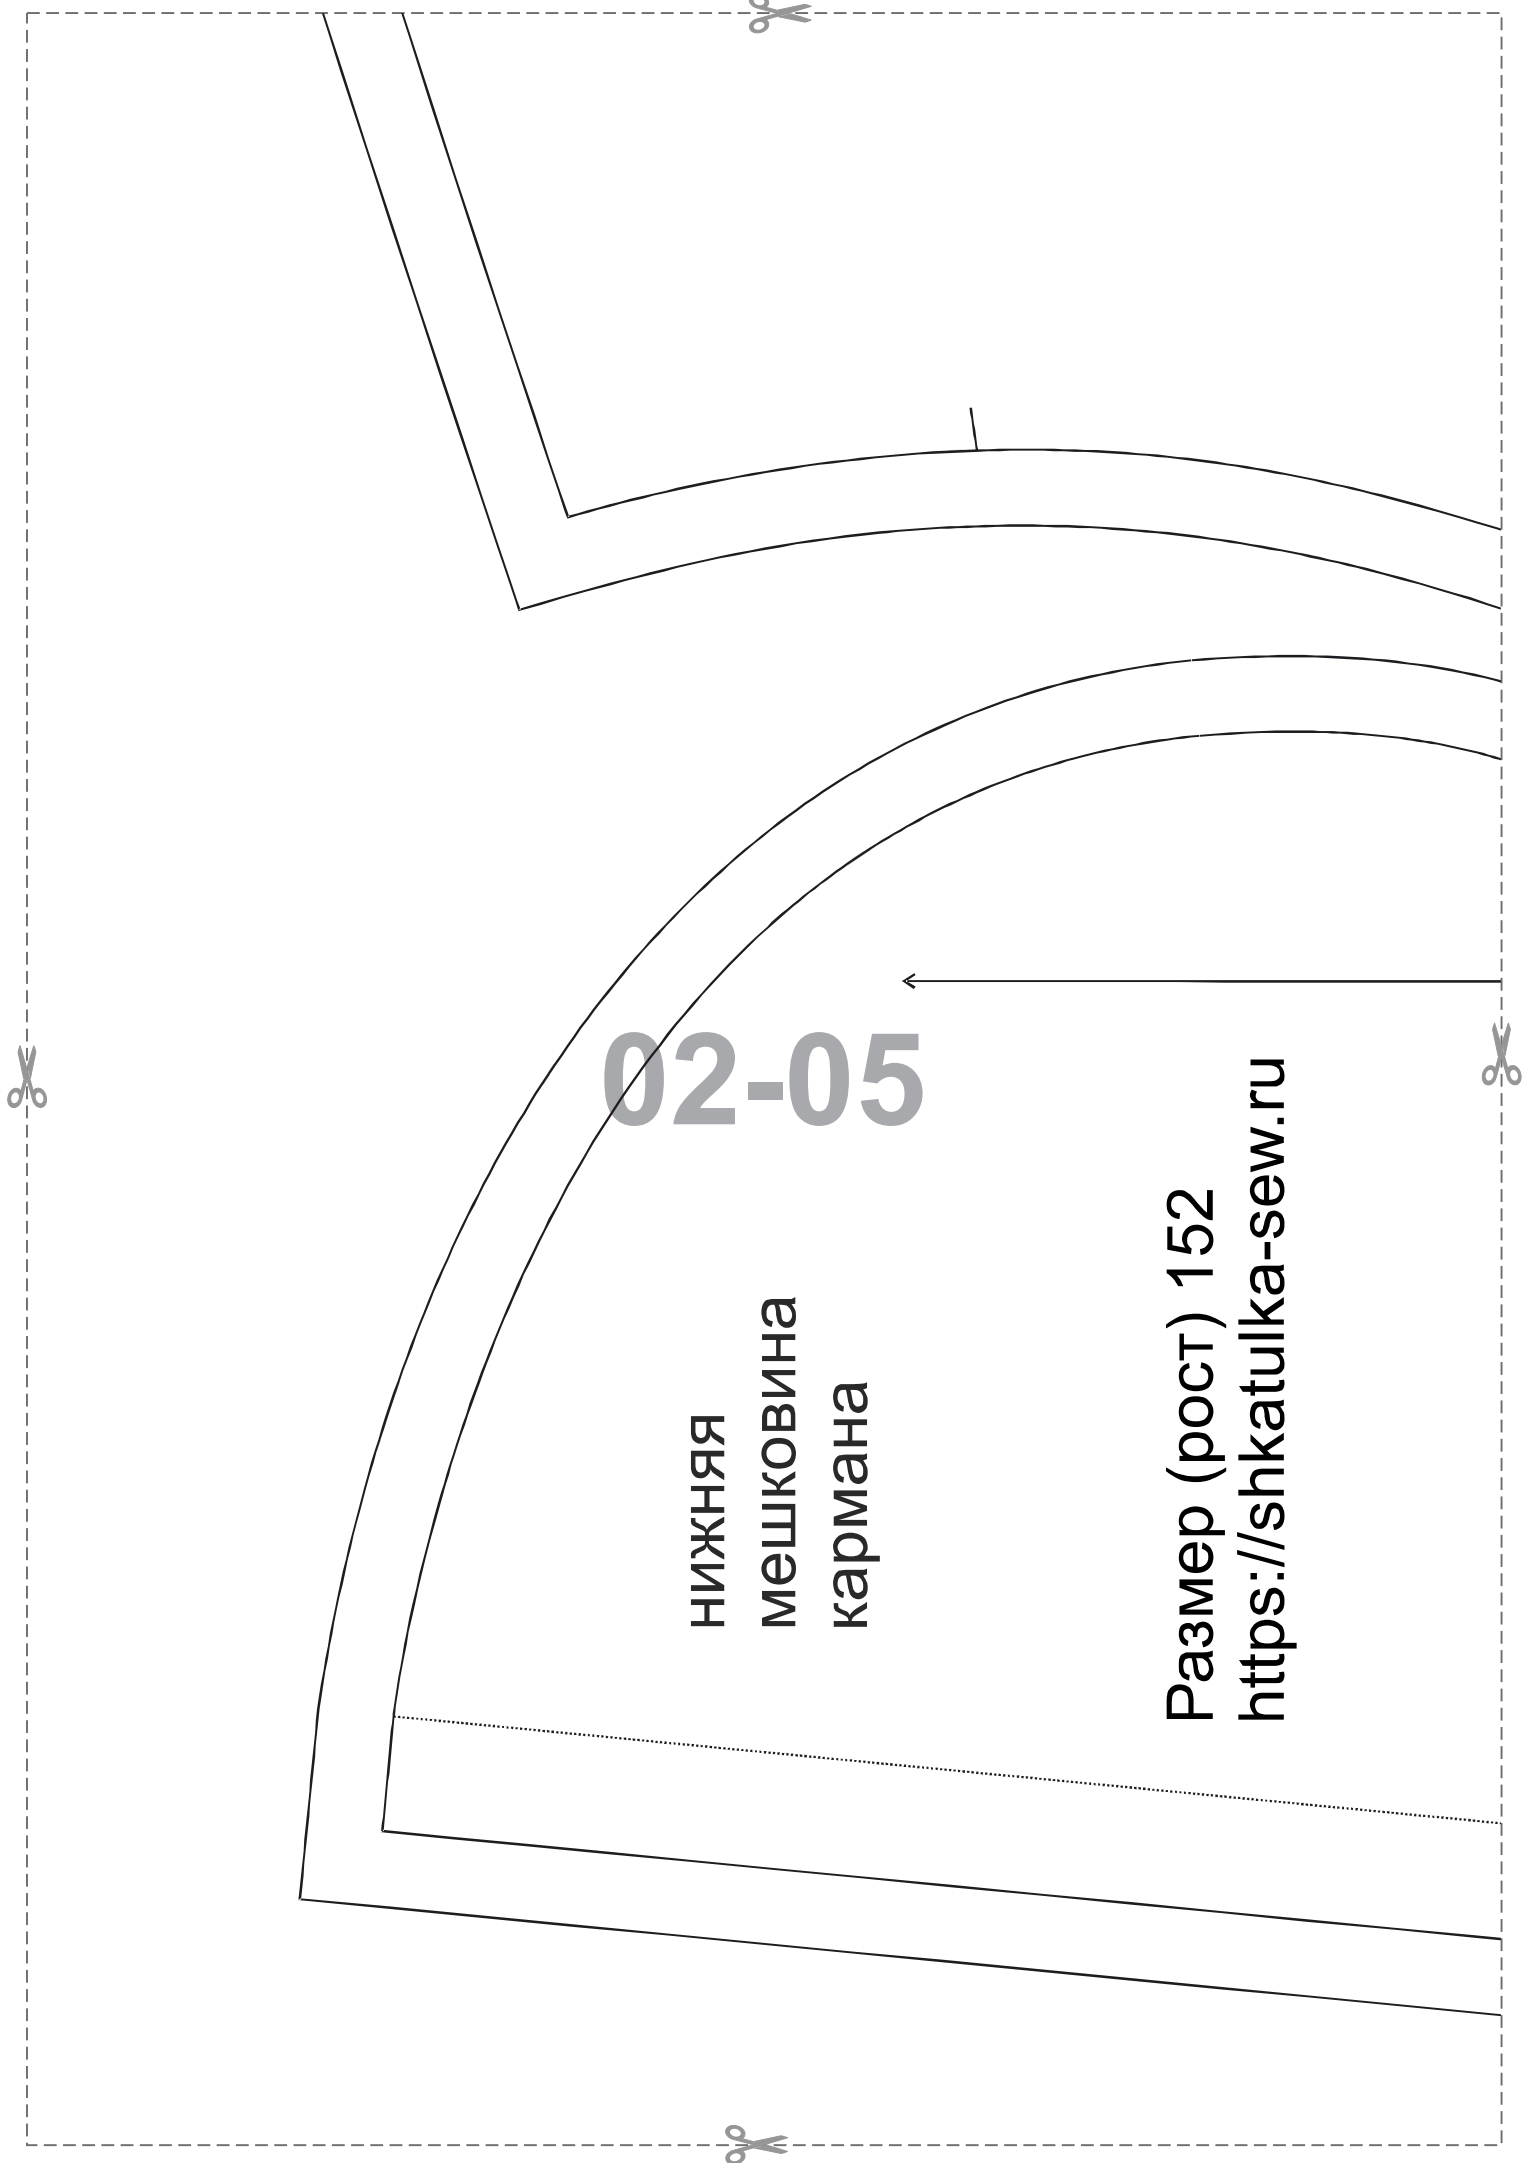 02-05
нижняя
мешковина
кармана
Размер (рост) 152
https://shkatulka-sew.ru